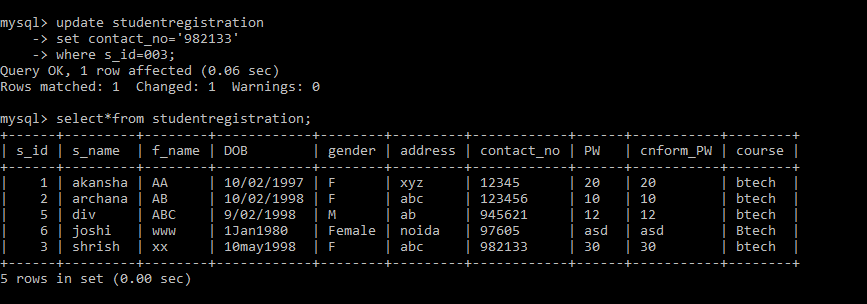 mysql> update studentregistration
    -> set contact_no='982133'
    -> where s_id=003;
Query OK, 1 row affected (0.06 sec)
Rows matched: 1  Changed: 1  Warnings: 0
mysql> select*from studentregistration;
+------+---------+--------+------------+--------+---------+------------+------+-----------+--------+
| s_id | s_name  | f_name | DOB        | gender | address | contact_no | PW   | cnform_PW | course |
+------+---------+--------+------------+--------+---------+------------+------+-----------+--------+
|    1 | akansha | AA     | 10/02/1997 | F      | xyz     | 12345      | 20   | 20        | btech  |
|    2 | archana | AB     | 10/02/1998 | F      | abc     | 123456     | 10   | 10        | btech  |
|    5 | div     | ABC    | 9/02/1998  | M      | ab      | 945621     | 12   | 12        | btech  |
|    6 | joshi   | www    | 1Jan1980   | Female | noida   | 97605      | asd  | asd       | Btech  |
|    3 | shrish  | xx     | 10may1998  | F      | abc     | 982133     | 30   | 30        | btech  |
+------+---------+--------+------------+--------+---------+------------+------+-----------+--------+
5 rows in set (0.00 sec)